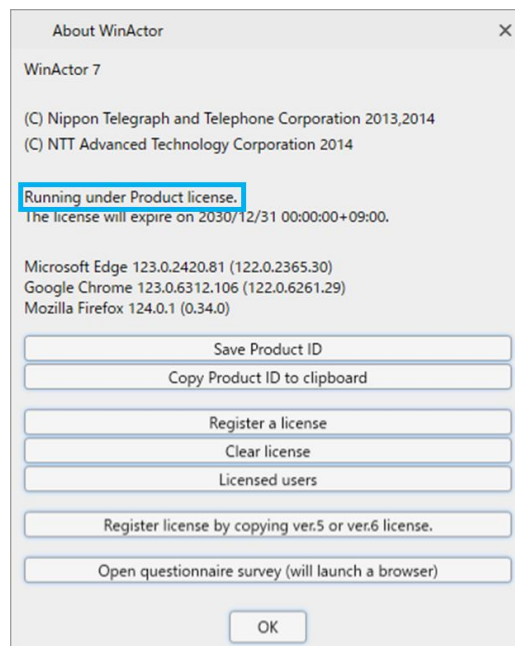 About WinActor
WinActor 7
(C) Nippon Telegraph and Telephone Corporation 2013,2014
(C) NTT Advanced Technology Corporation 2014
Running under Product license.
The license will expire on 2030/12/31 00:00:00+09:00.
Microsoft Edge 123.0.2420.81 (122.0.2365.30)
Google Chrome 123.0.6312.106 (122.0.6261.29)
Mozilla Firefox 124.0.1 (0.34.0)
Save Product ID
Copy Product ID to clipboard
Register a license
Clear license
Licensed users
Register license by copying ver.5 or ver.6 license.
Open questionnaire survey (will launch a browser)
OK